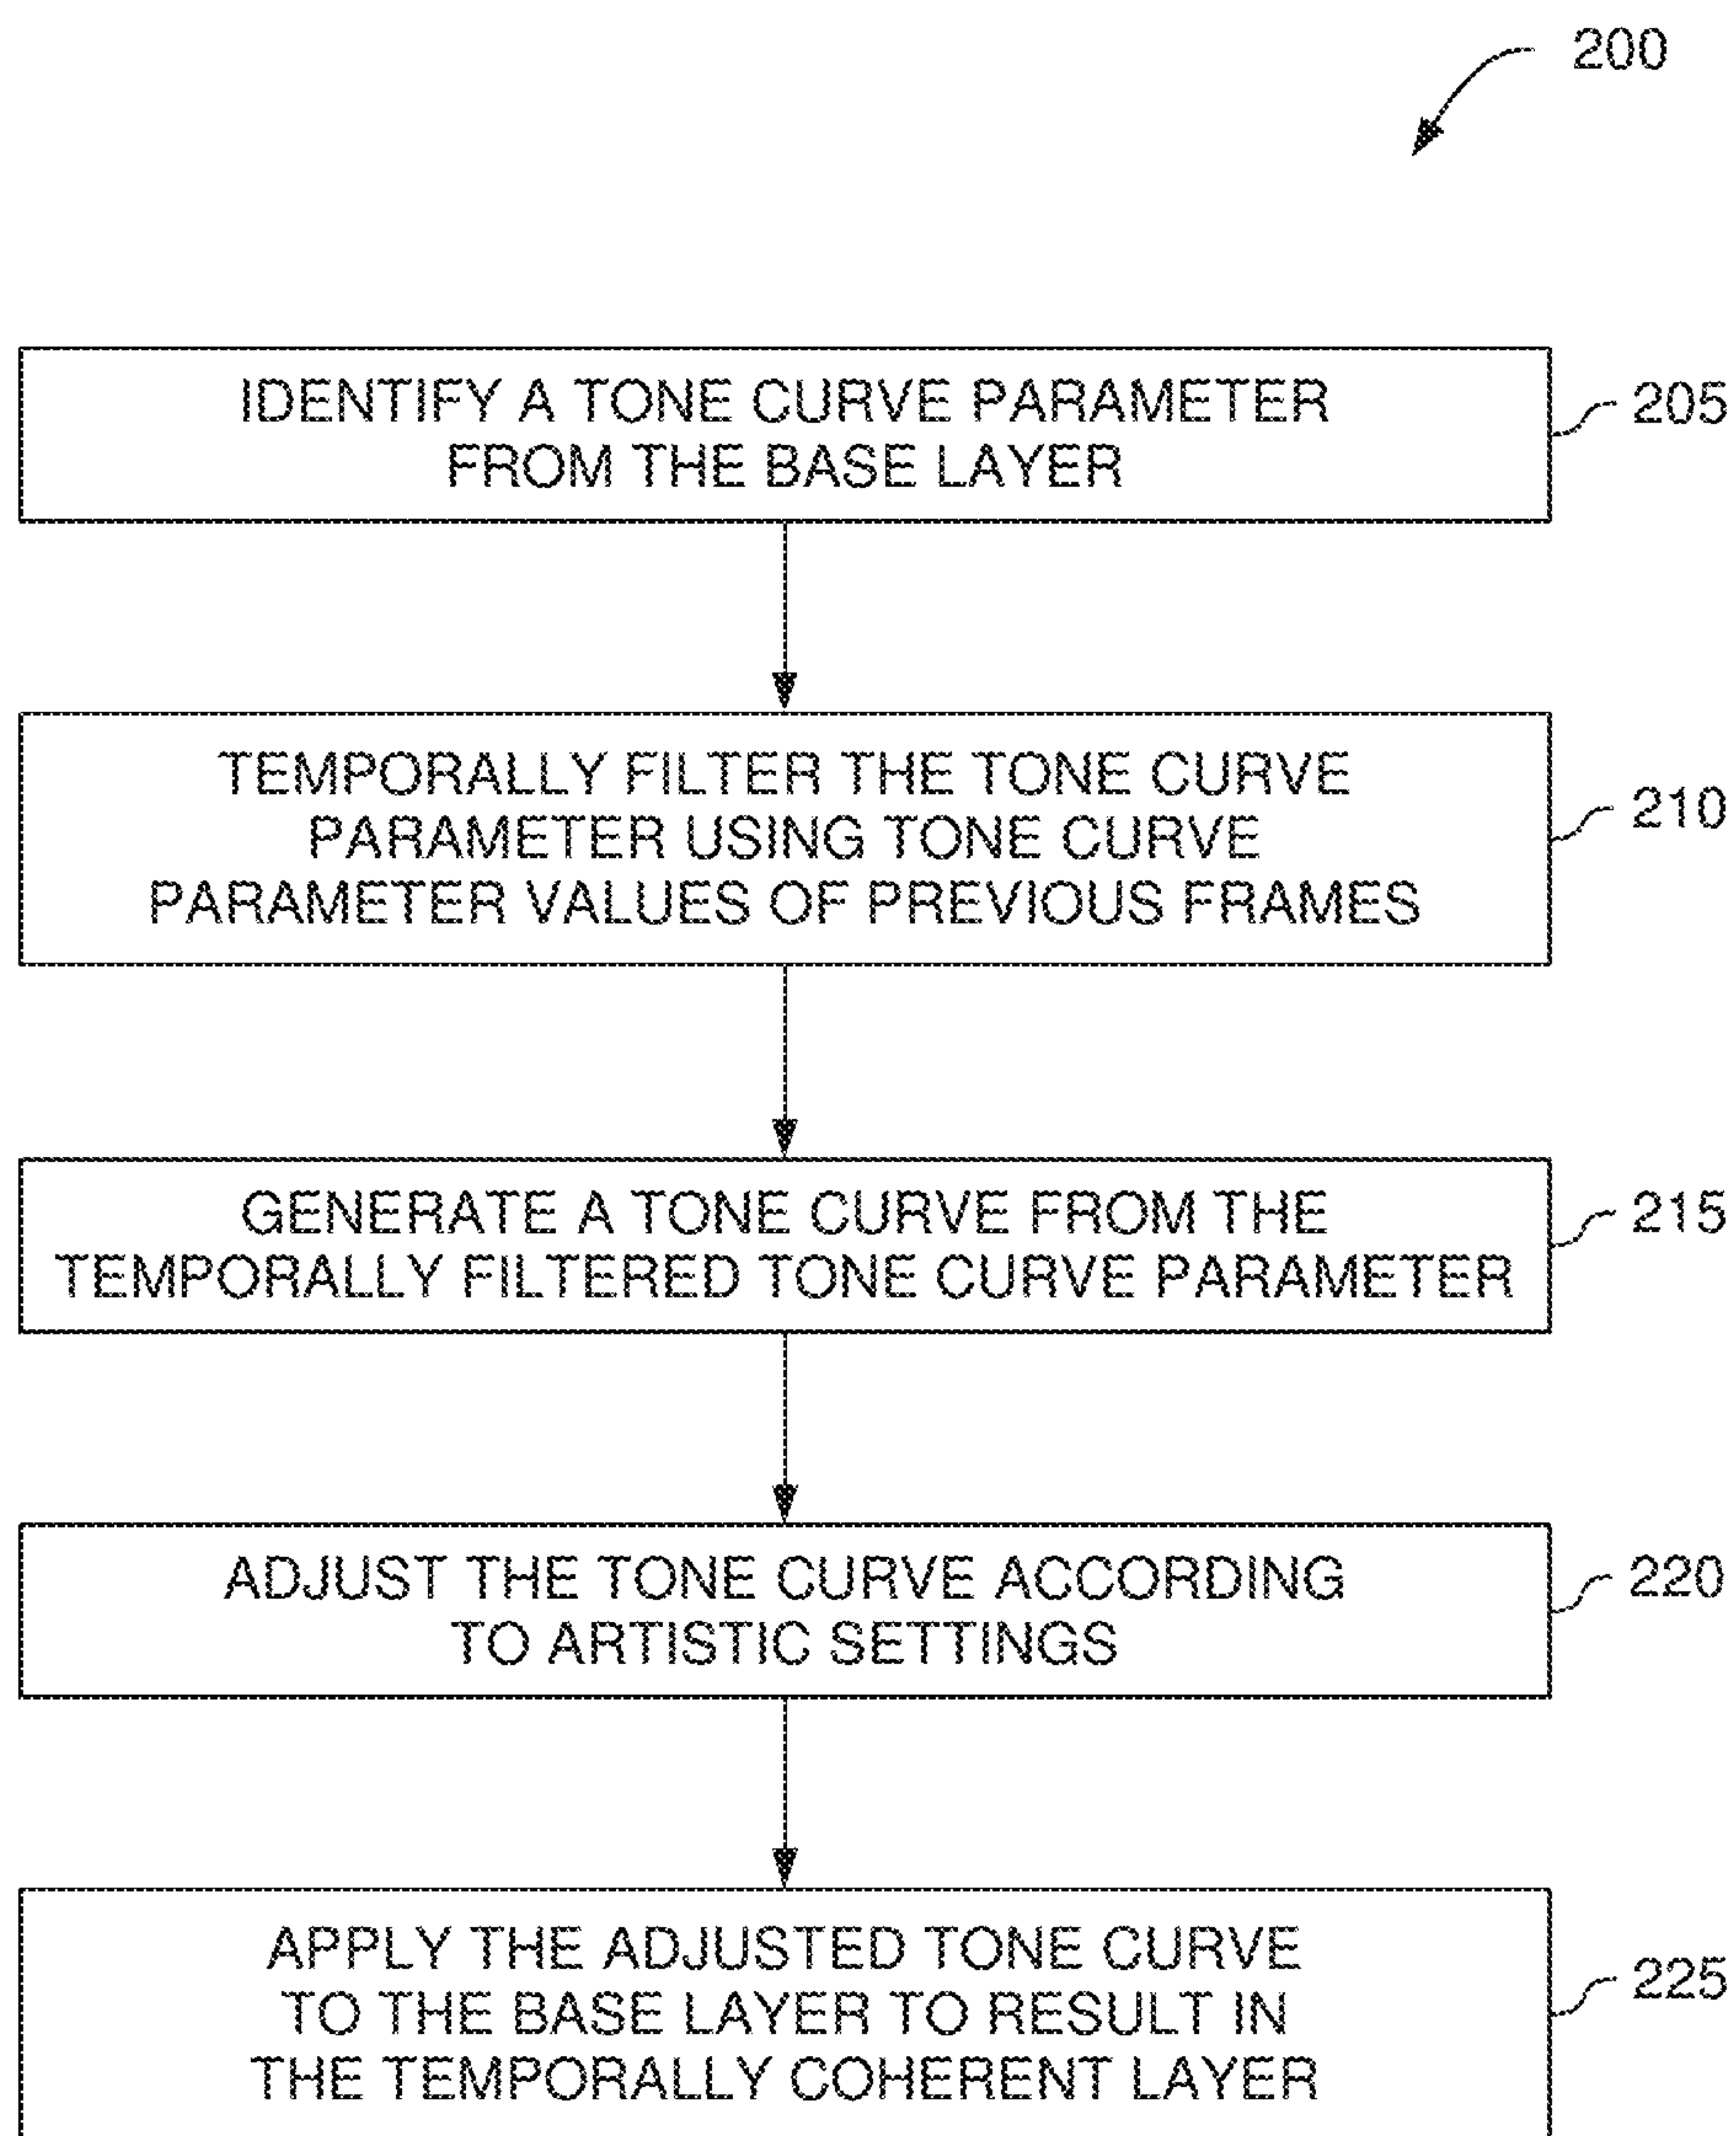 200
IDENTIFY A TONE CURVE PARAMETER
FROM THE BASE LAYER
205
TEMPORALLY FILTER THE TONE CURVE
PARAMETER USING TONE CURVE
PARAMETER VALUES OF PREVIOUS FRAMES
210
GENERATE A TONE CURVE FROM THE
TEMPORALLY FILTERED TONE CURVE PARAMETER
215
ADJUST THE TONE CURVE ACCORDING
TO ARTISTIC SETTINGS
220
APPLY THE ADJUSTED TONE CURVE
TO THE BASE LAYER TO RESULT IN
THE TEMPORALLY COHERENT LAYER
225